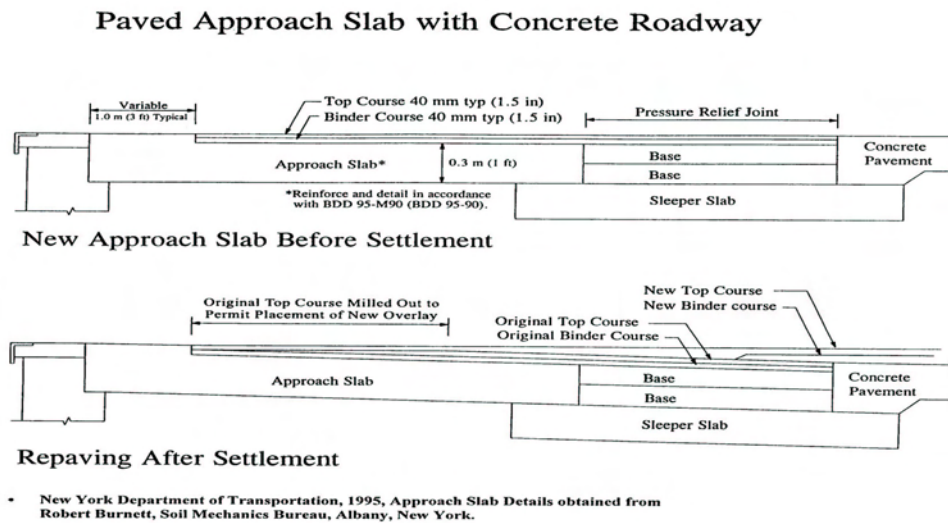 Paved Approach Slab with Concrete Roadway
Variable
1.0 m (3 ft) Typical
Top Course 40 mm typ (1.5 in)
Binder Course 40 mm typ (1.5 in)
Pressure Relief Joint
Approach Slab*
0.3 m (1 ft)
Base
Base
Concrete
Pavement
*Reinforce and detail in accordance
with BDD 95-M90 (BDD 95-90).
Sleeper Slab
New Approach Slab Before Settlement
Original Top Course Milled Out to
Permit Placement of New Overlay
New Top Course
New Binder course
Original Top Course
Original Binder Course
Approach Slab
Base
Base
Concrete
Pavement
Sleeper Slab
Repaving After Settlement
• New York Department of Transportation, 1995, Approach Slab Details obtained from
Robert Burnett, Soil Mechanics Bureau, Albany, New York.